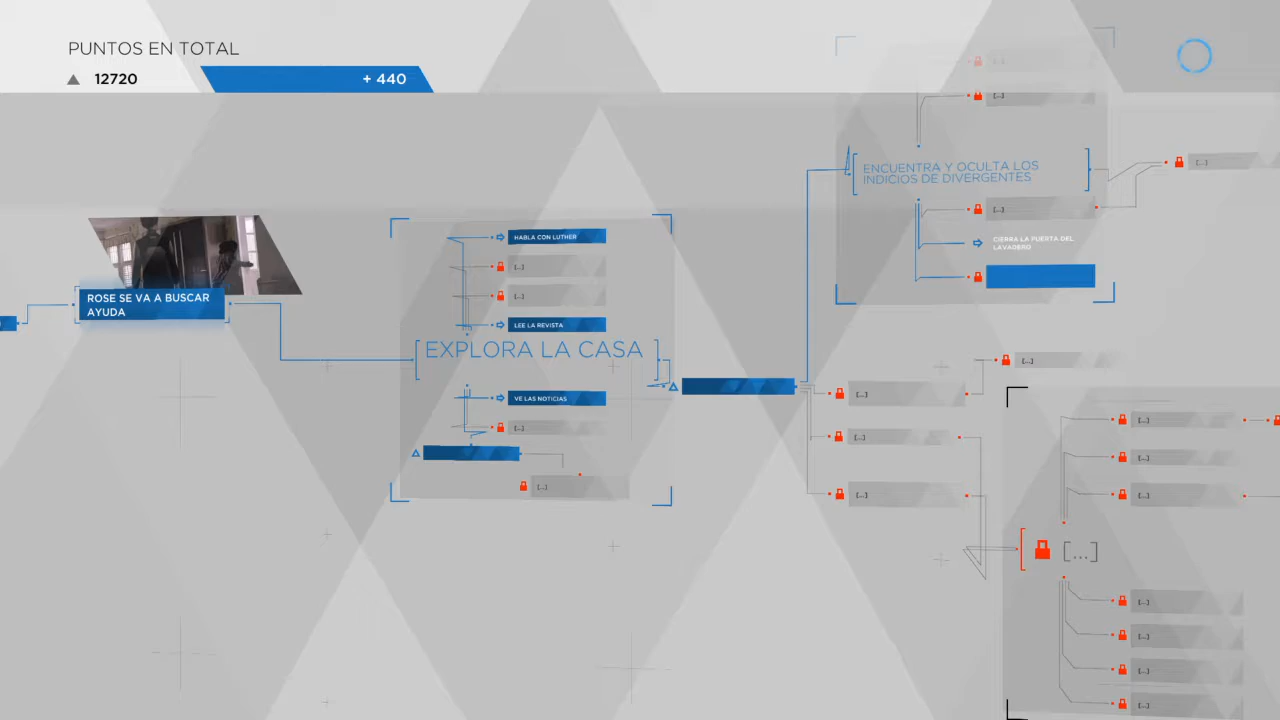 PUNTOS EN TOTAL
12720
+ 440
ROSE SE VA A BUSCAR
AYUDA
HABLA CON LUTHER
[...]
[...]
LEE LA REVISTA
EXPLORA LA CASA
VE LAS NOTICIAS
[...]
[...]
[...]
ENCUENTRA Y OCULTA LOS
INDICIOS DE DIVERGENTES
[...]
[...]
CIERRA LA PUERTA DEL
LAVADERO
[...]
[...]
[...]
[...]
[...]
[...]
[...]
[...]
[...]
[...]
[...]
[...]